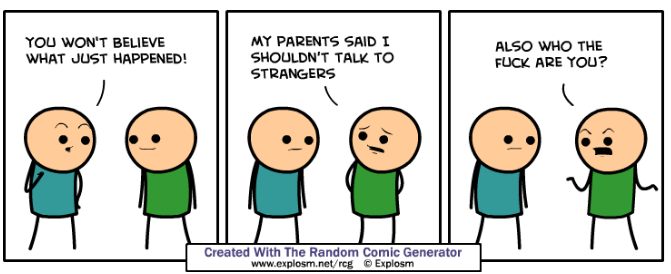 YOU WON'T BELIEVE
WHAT JUST HAPPENED!
MY PARENTS SAID I
SHOULDN'T TALK TO
STRANGERS
ALSO WHO THE
FUCK ARE YOU?
Created With The Random Comic Generator
www.explosm.net/rcg © Explosm